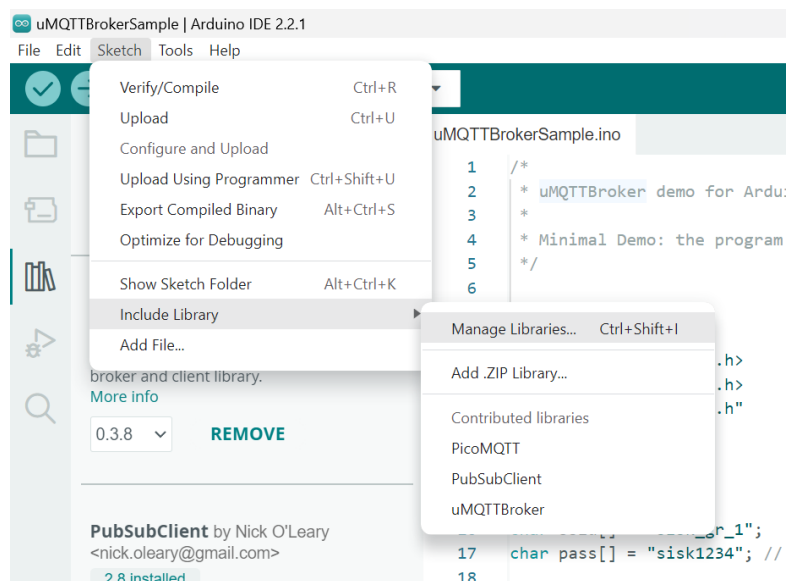 uMQTTBrokerSample | Arduino IDE 2.2.1
File Edit Sketch Tools Help
Verify/Compile Ctrl+R
Upload Ctrl+U
Configure and Upload
Upload Using Programmer Ctrl+Shift+U
Export Compiled Binary Alt+Ctrl+S
Optimize for Debugging
Show Sketch Folder Alt+Ctrl+K
Include Library
Add File...
Manage Libraries... Ctrl+Shift+I
Add .ZIP Library...
Contributed libraries
PicoMQTT
PubSubClient
uMQTTBroker
broker and client library.
More info
0.3.8 REMOVE
PubSubClient by Nick O'Leary
<nick.oleary@gmail.com>
2.8 installed
uMQTTBrokerSample.ino
1 /*
2 * uMQTTBroker demo for
3 *
4 * Minimal Demo: the program
5 */
6
.h>
.h>
.h"
_gr_1";
17 char pass[] = "sisk1234"; //
18